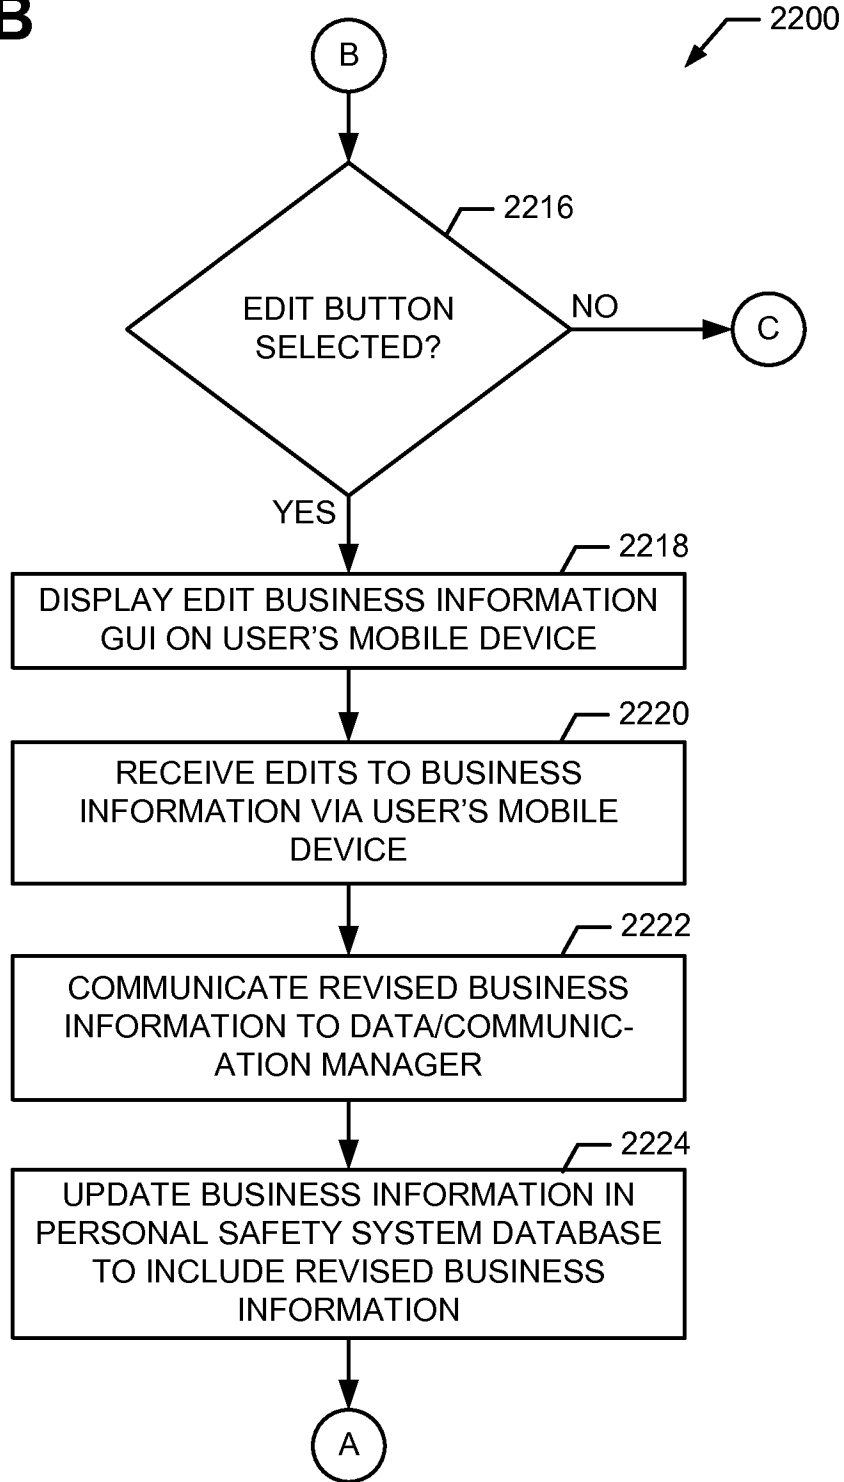 B
2200
B
2216
EDIT BUTTON
SELECTED?
NO
C
YES
2218
DISPLAY EDIT BUSINESS INFORMATION
GUI ON USER'S MOBILE DEVICE
2220
RECEIVE EDITS TO BUSINESS
INFORMATION VIA USER'S MOBILE
DEVICE
2222
COMMUNICATE REVISED BUSINESS
INFORMATION TO DATA/COMMUNIC-
ATION MANAGER
2224
UPDATE BUSINESS INFORMATION IN
PERSONAL SAFETY SYSTEM DATABASE
TO INCLUDE REVISED BUSINESS
INFORMATION
A